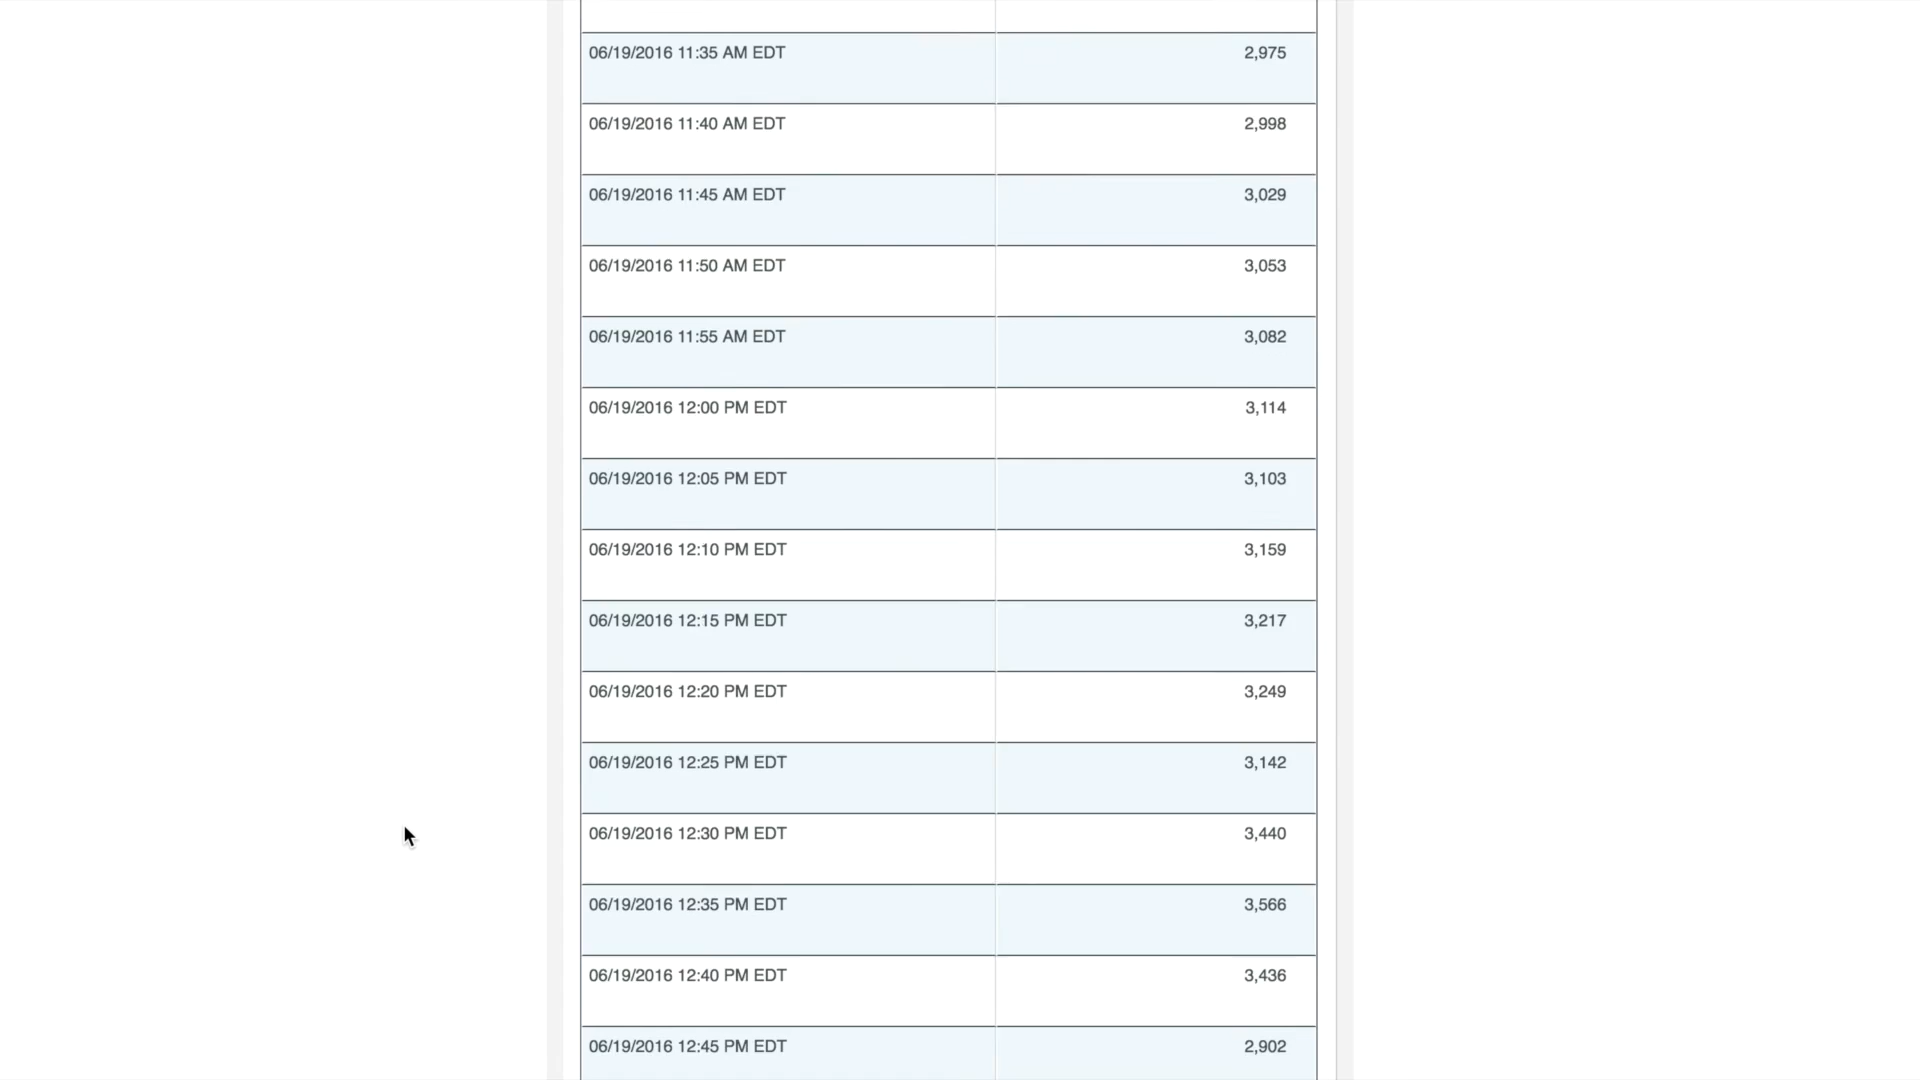 06/19/2016 11:35 AM EDT 2,975
06/19/2016 11:40 AM EDT 2,998
06/19/2016 11:45 AM EDT 3,029
06/19/2016 11:50 AM EDT 3,053
06/19/2016 11:55 AM EDT 3,082
06/19/2016 12:00 PM EDT 3,114
06/19/2016 12:05 PM EDT 3,103
06/19/2016 12:10 PM EDT 3,159
06/19/2016 12:15 PM EDT 3,217
06/19/2016 12:20 PM EDT 3,249
06/19/2016 12:25 PM EDT 3,142
06/19/2016 12:30 PM EDT 3,440
06/19/2016 12:35 PM EDT 3,566
06/19/2016 12:40 PM EDT 3,436
06/19/2016 12:45 PM EDT 2,902